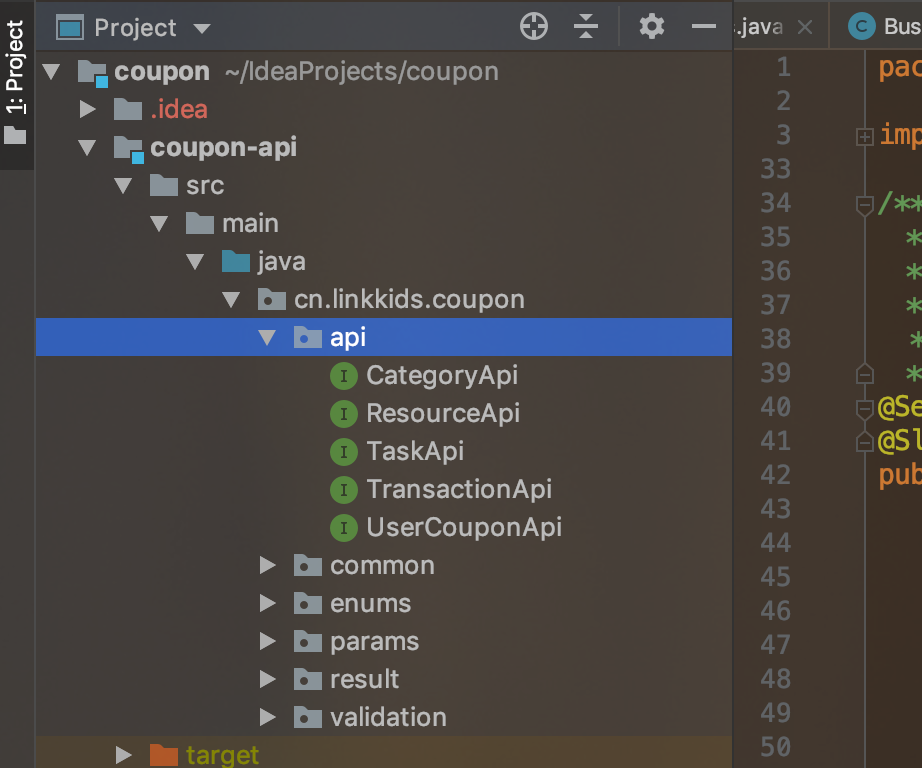 1: Project
Project
.java
Bus
coupon ~/IdeaProjects/coupon
.idea
coupon-api
src
main
java
cn.linkkids.coupon
api
I CategoryApi
I ResourceApi
I TaskApi
I TransactionApi
I UserCouponApi
common
enums
params
result
validation
target
1 pac
2
3 imp
33
34 /**
35 *
36 *
37 *
38 *
39 *
40 @Se
41 @Sl
42 pub
43
44
45
46
47
48
49
50